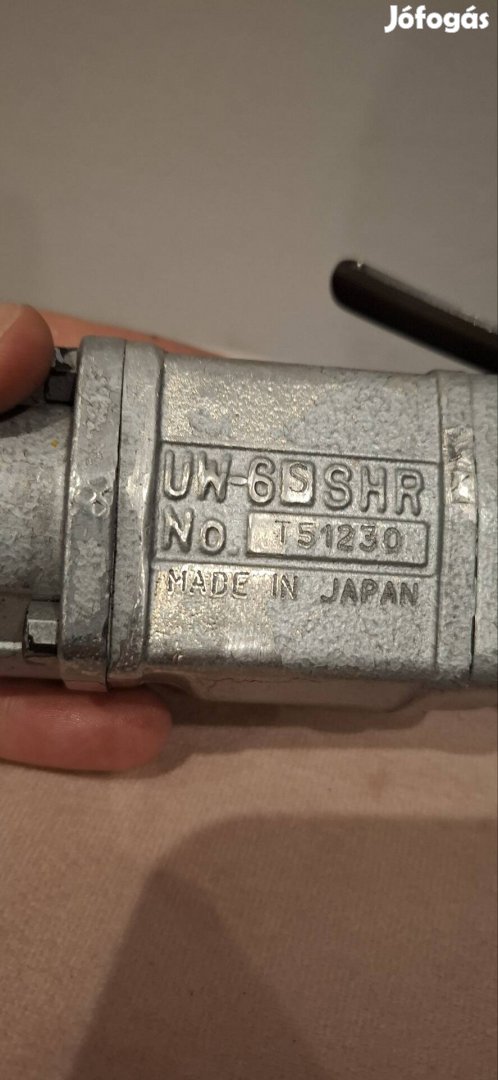 Jófogás
UW-6SSHR
No. T51230
MADE IN JAPAN